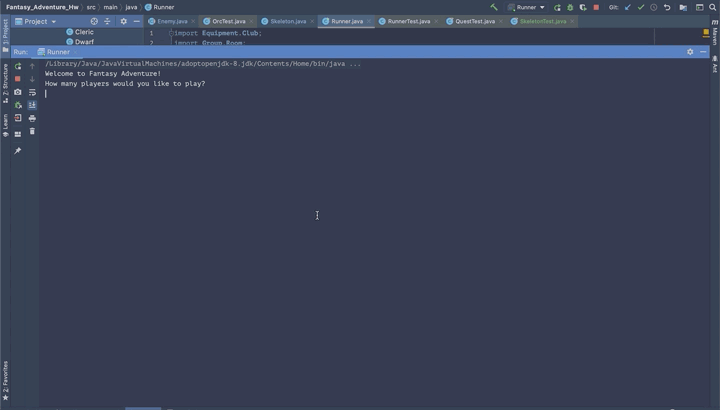 Fantasy_Adventure_Hw src main java Runner Runner Git:
Project Enemy.java OrcTest.java Skeleton.java Runner.java RunnerTest.java QuestTest.java SkeletonTest.java
Cleric 1 import Equipment.Club;
Dwarf 2 import Group.Room;
Run: Runner
/Library/Java/JavaVirtualMachines/adoptopenjdk-8.jdk/Contents/Home/bin/java ...
Welcome to Fantasy Adventure!
How many players would you like to play?
1: Project
Z: Structure
Learn
2: Favorites
Maven
Ant